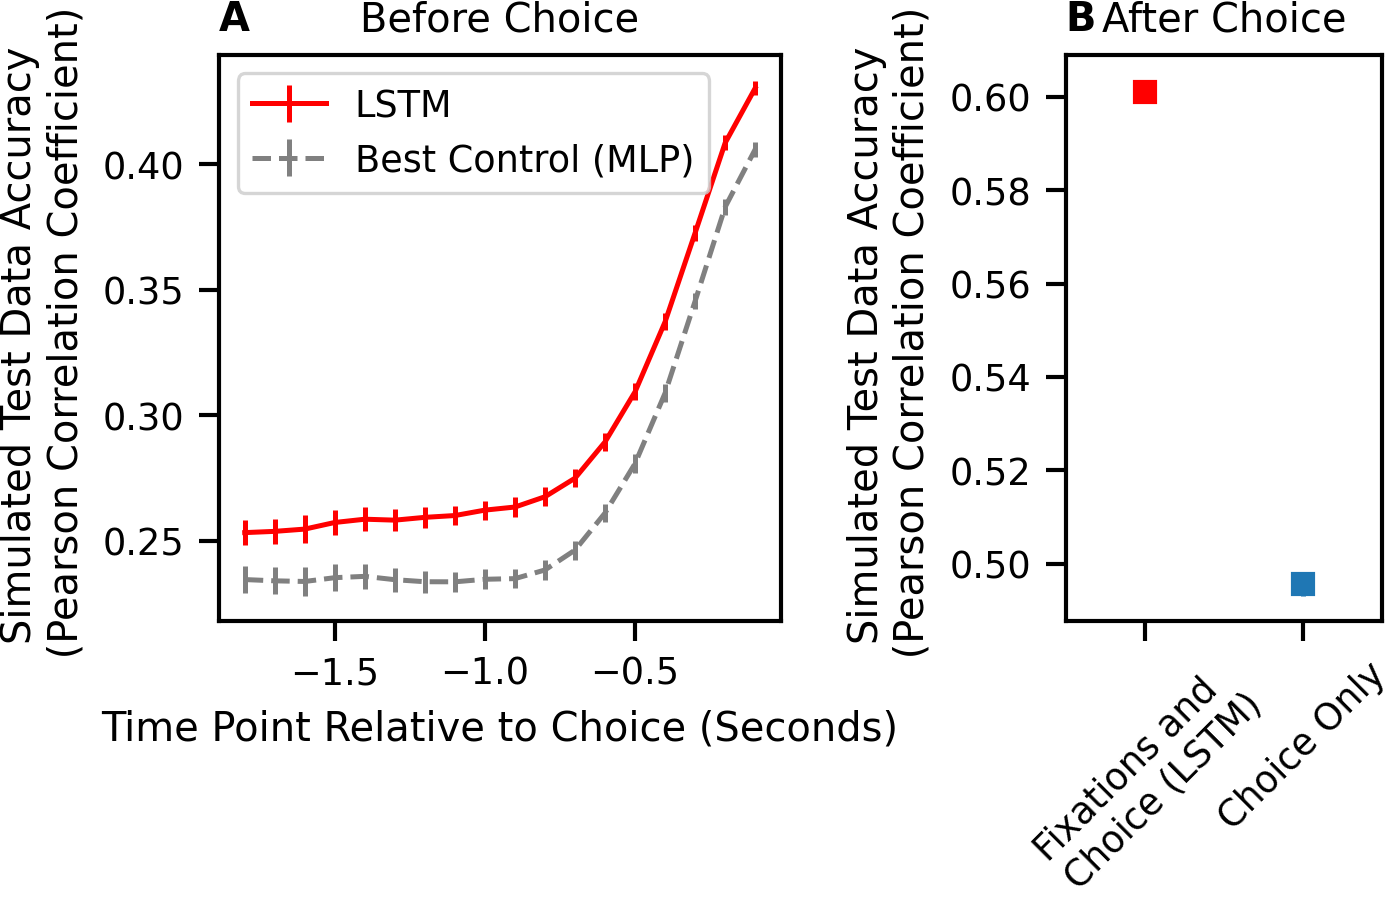 A Before Choice
Simulated Test Data Accuracy
(Pearson Correlation Coefficient)
LSTM
Best Control (MLP)
0.40
0.35
0.30
0.25
−1.5 −1.0 −0.5
Time Point Relative to Choice (Seconds)
B After Choice
Simulated Test Data Accuracy
(Pearson Correlation Coefficient)
0.60
0.58
0.56
0.54
0.52
0.50
Fixations and
Choice (LSTM)
Choice Only